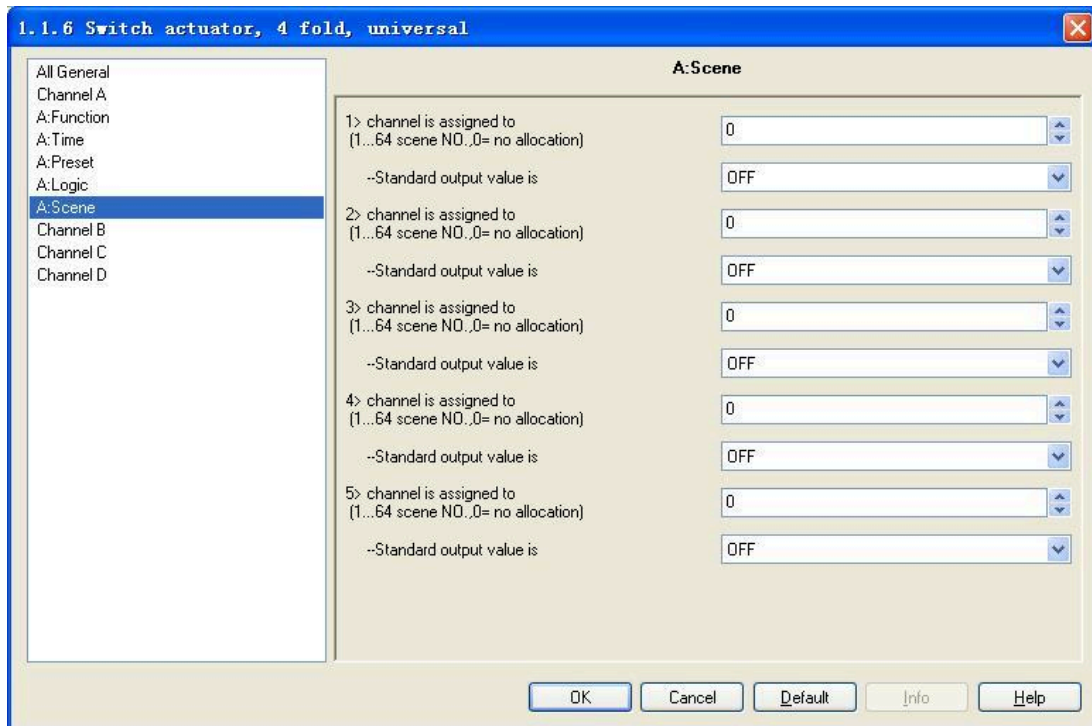 1.1.6 Switch actuator, 4 fold, universal
All General
Channel A
A:Function
A:Time
A:Preset
A:Logic
A:Scene
Channel B
Channel C
Channel D
A:Scene
1> channel is assigned to
(1...64 scene NO.,0= no allocation)
0
--Standard output value is
OFF
2> channel is assigned to
(1...64 scene NO.,0= no allocation)
0
--Standard output value is
OFF
3> channel is assigned to
(1...64 scene NO.,0= no allocation)
0
--Standard output value is
OFF
4> channel is assigned to
(1...64 scene NO.,0= no allocation)
0
--Standard output value is
OFF
5> channel is assigned to
(1...64 scene NO.,0= no allocation)
0
--Standard output value is
OFF
OK
Cancel
Default
Info
Help